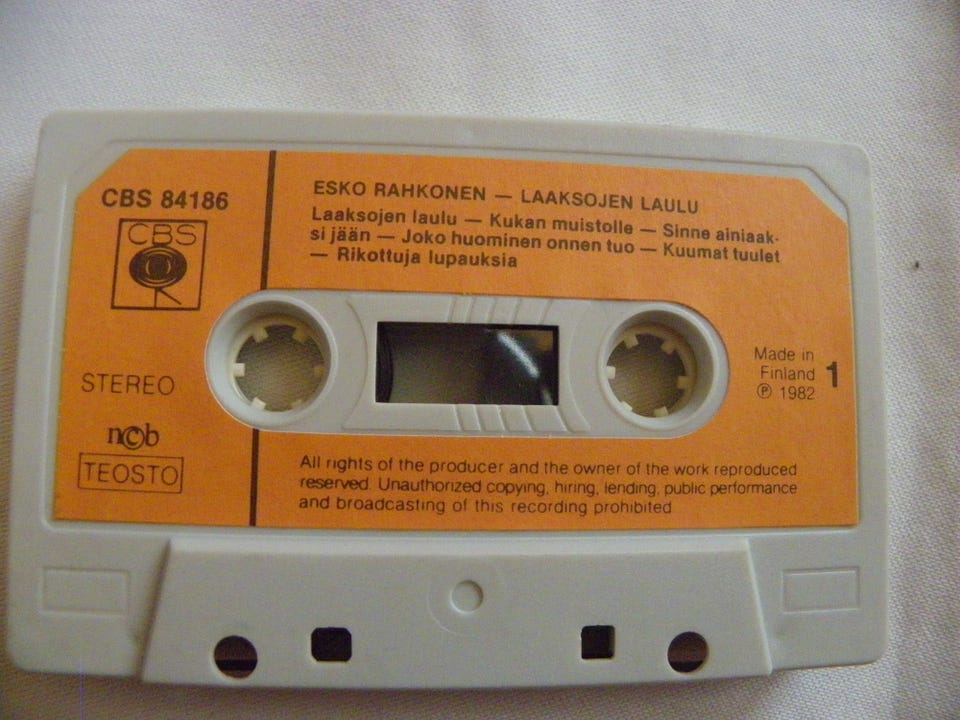 CBS 84186
CBS
STEREO
ncb
TEOSTO
ESKO RAHKONEN — LAAKSOJEN LAULU
Laaksojen laulu — Kukan muistolle — Sinne ainiaak-
si jään — Joko huominen onnen tuo — Kuumat tuulet
— Rikottuja lupauksia
Made in
Finland
℗ 1982
1
All rights of the producer and the owner of the work reproduced
reserved. Unauthorized copying, hiring, lending, public performance
and broadcasting of this recording prohibited